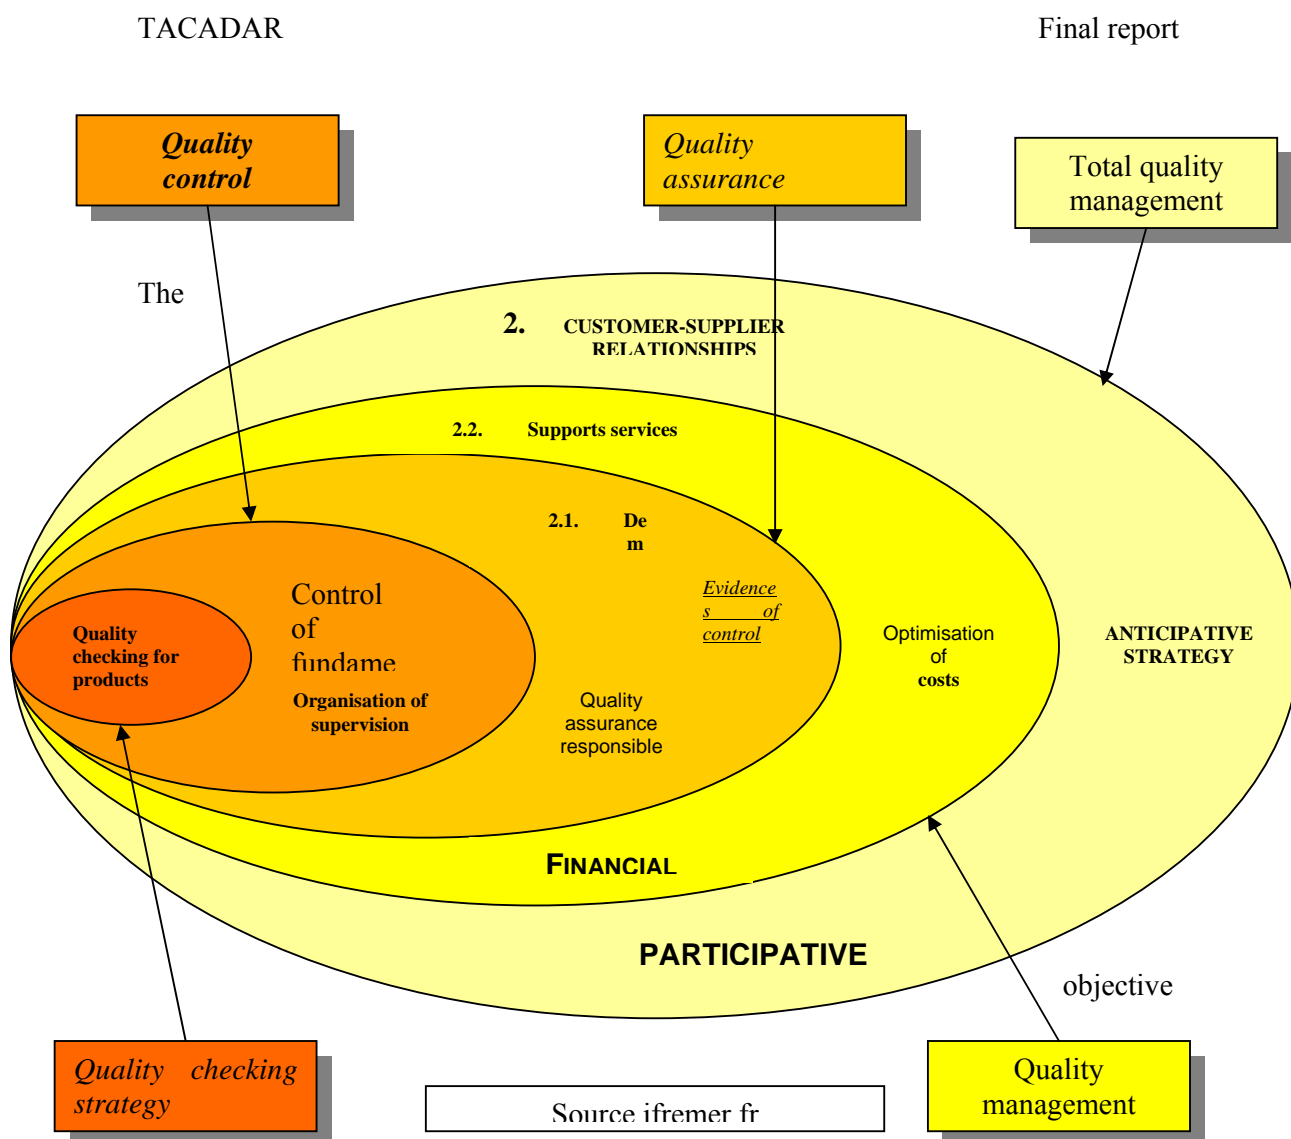 TACADAR
Final report
Quality
control
Quality
assurance
Total quality
management
The
2. CUSTOMER-SUPPLIER
RELATIONSHIPS
2.2. Supports services
2.1. De
m
Evidence
s of
control
Control
of
fundame
Quality
checking for
products
Organisation of
supervision
Quality
assurance
responsible
Optimisation
of
costs
ANTICIPATIVE
STRATEGY
FINANCIAL
PARTICIPATIVE
objective
Quality checking
strategy
Source ifremer fr
Quality
management